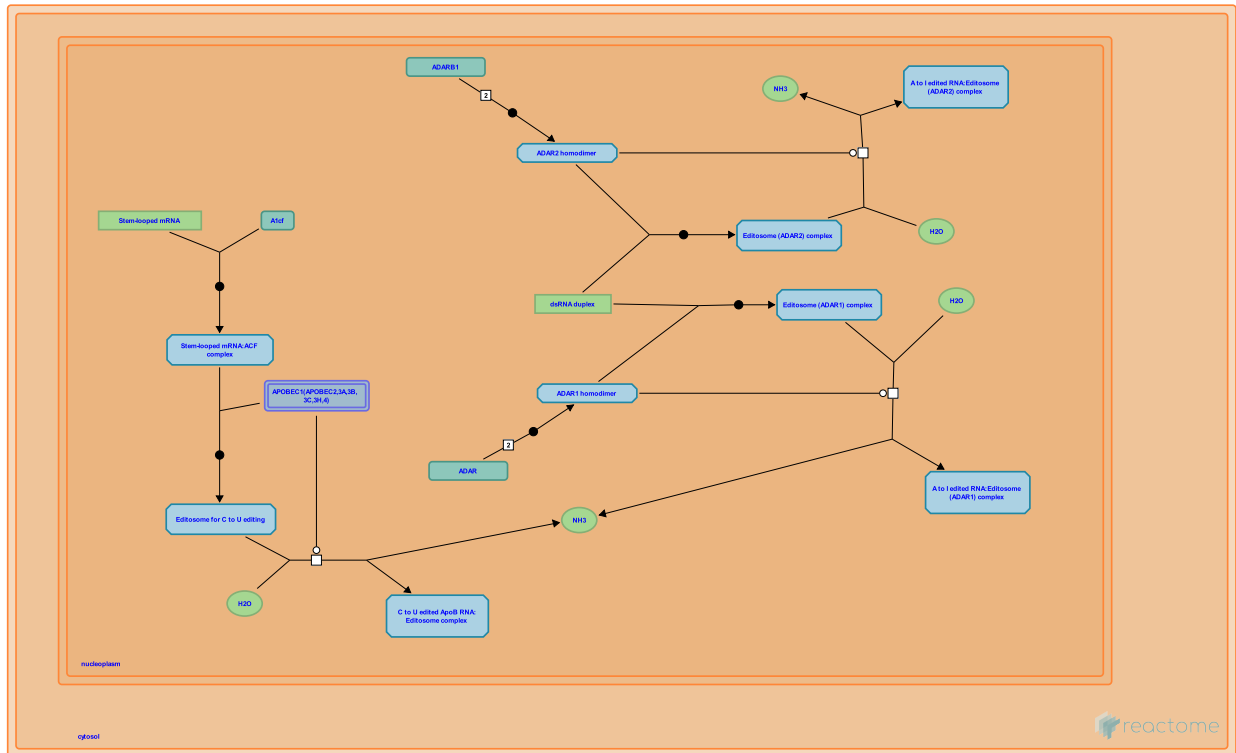 ADARB1
2
NH3
A to I edited RNA:Editosome
(ADAR2) complex
ADAR2 homodimer
Stem-looped mRNA
A1cf
Editosome (ADAR2) complex
H2O
dsRNA duplex
Editosome (ADAR1) complex
H2O
Stem-looped mRNA:ACF
complex
APOBEC1(APOBEC2,3A,3B,
3C,3H,4)
ADAR1 homodimer
2
ADAR
A to I edited RNA:Editosome
(ADAR1) complex
Editosome for C to U editing
NH3
H2O
C to U edited ApoB RNA:
Editosome complex
nucleoplasm
cytosol
reactome